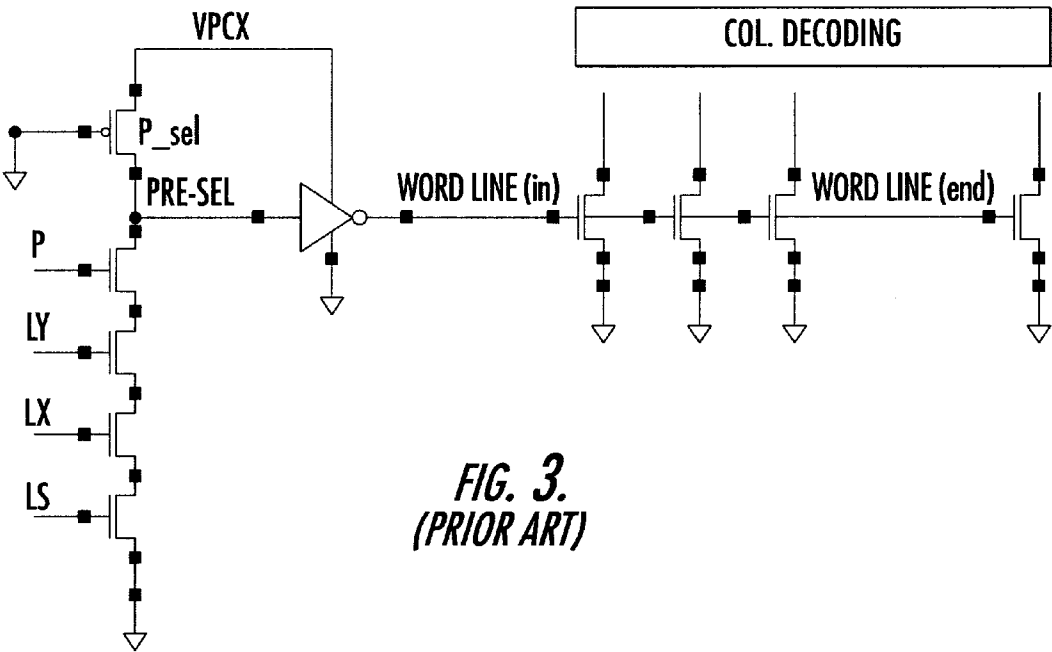 VPCX
COL. DECODING
P_sel
PRE-SEL
WORD LINE (in)
WORD LINE (end)
P
LY
LX
LS
FIG. 3.
(PRIOR ART)